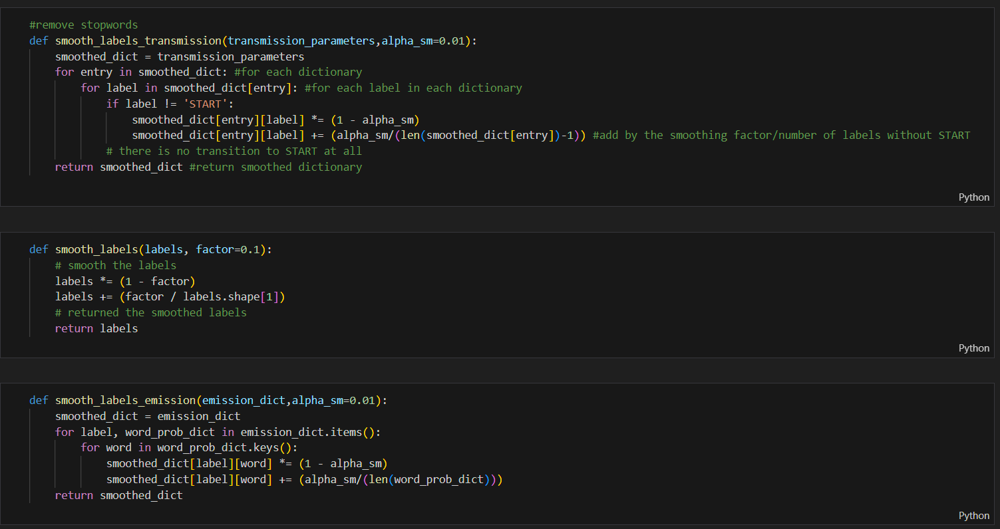 #remove stopwords
def smooth_labels_transmission(transmission_parameters,alpha_sm=0.01):
    smoothed_dict = transmission_parameters
    for entry in smoothed_dict: #for each dictionary
        for label in smoothed_dict[entry]: #for each label in each dictionary
            if label != 'START':
                smoothed_dict[entry][label] *= (1 - alpha_sm)
                smoothed_dict[entry][label] += (alpha_sm/(len(smoothed_dict[entry])-1)) #add by the smoothing factor/number of labels without START
            # there is no transition to START at all
    return smoothed_dict #return smoothed dictionary
Python
def smooth_labels(labels, factor=0.1):
    # smooth the labels
    labels *= (1 - factor)
    labels += (factor / labels.shape[1])
    # returned the smoothed labels
    return labels
Python
def smooth_labels_emission(emission_dict,alpha_sm=0.01):
    smoothed_dict = emission_dict
    for label, word_prob_dict in emission_dict.items():
        for word in word_prob_dict.keys():
            smoothed_dict[label][word] *= (1 - alpha_sm)
            smoothed_dict[label][word] += (alpha_sm/(len(word_prob_dict)))
    return smoothed_dict
Python